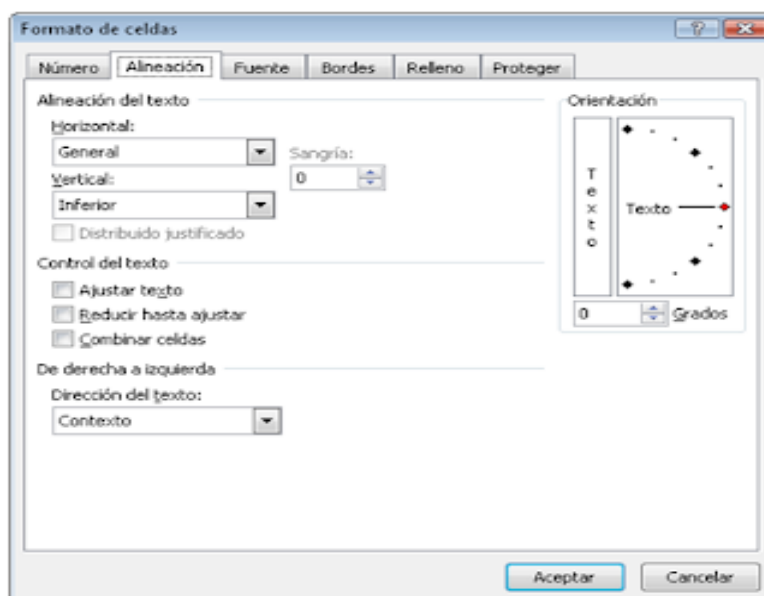 Formato de celdas
Número Alineación Fuente Bordes Relleno Proteger
Alineación del texto
Horizontal:
General
Sangría:
0
Vertical:
Inferior
Distribuido justificado
Control del texto
Ajustar texto
Reducir hasta ajustar
Combinar celdas
De derecha a izquierda
Dirección del texto:
Contexto
Orientación
Texto
Texto
0 Grados
Aceptar Cancelar